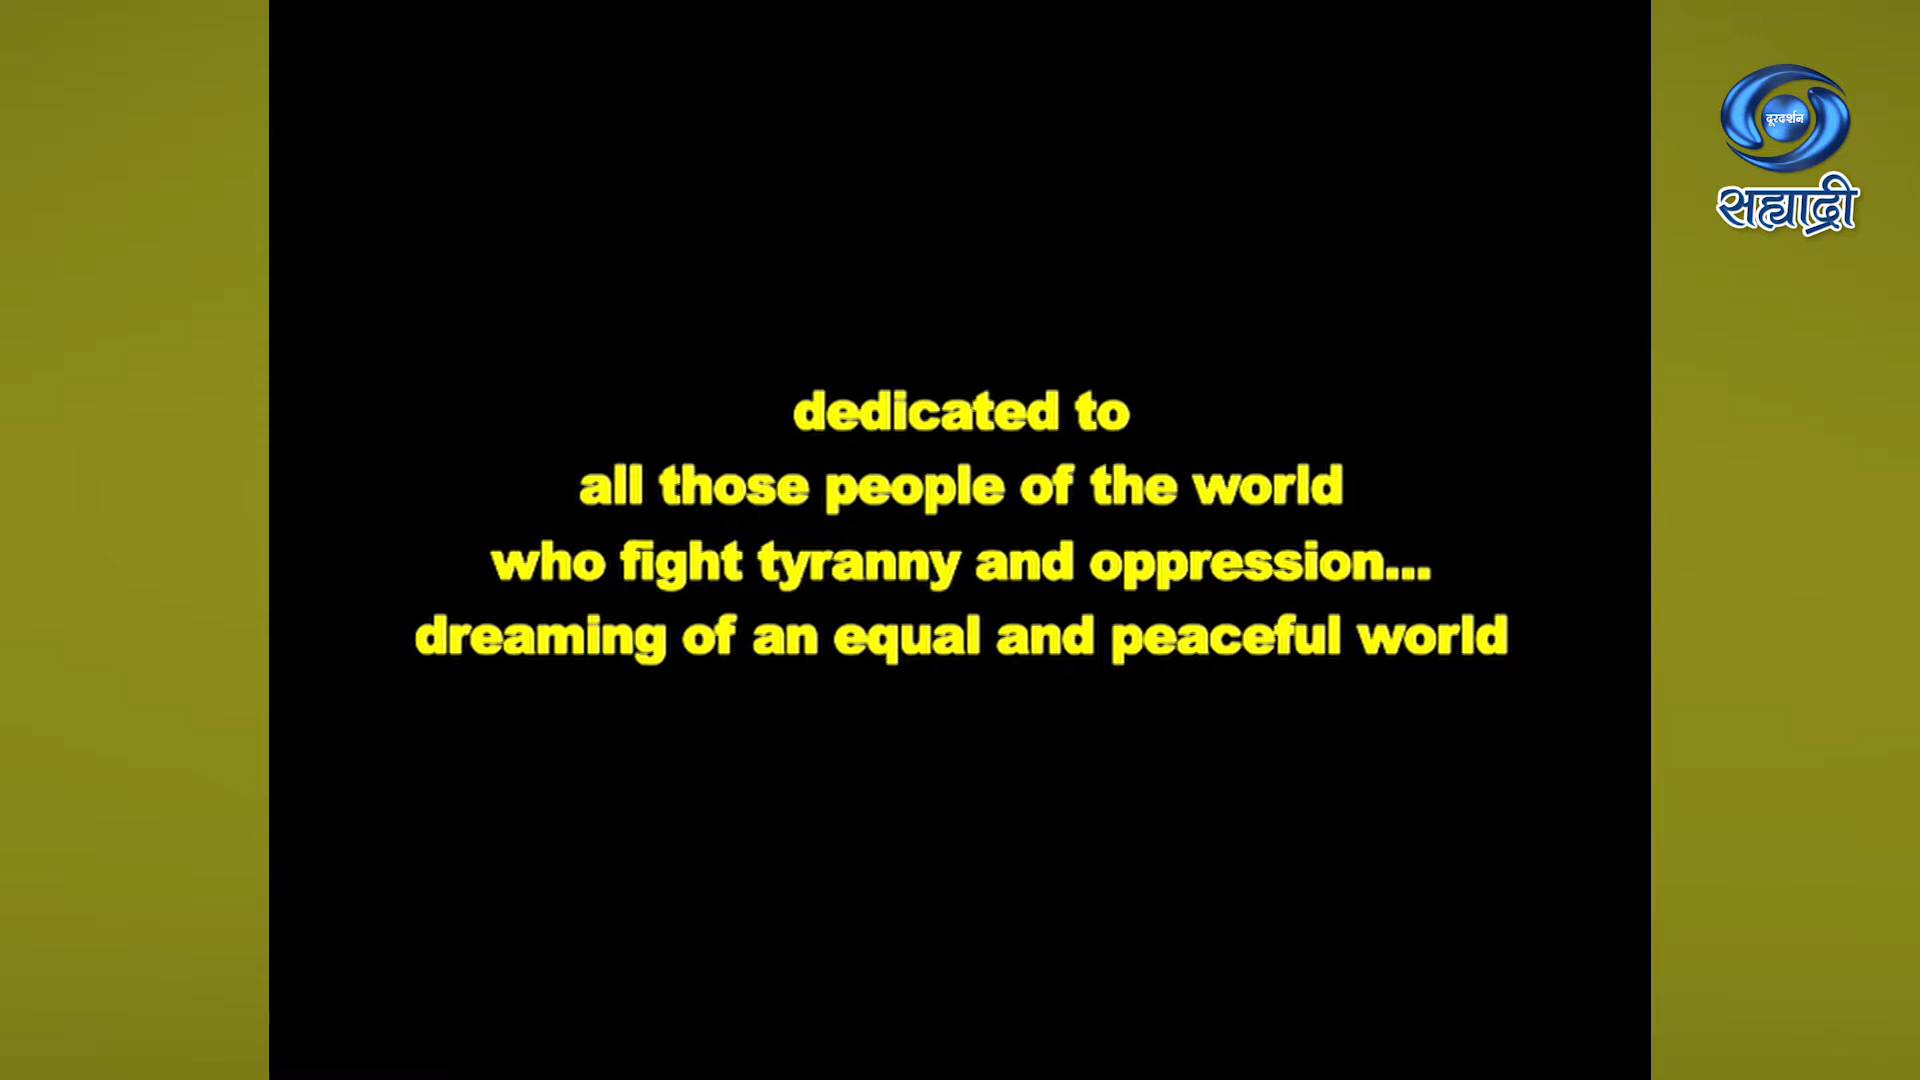 दूरदर्शन
सह्याद्री
dedicated to
all those people of the world
who fight tyranny and oppression...
dreaming of an equal and peaceful world